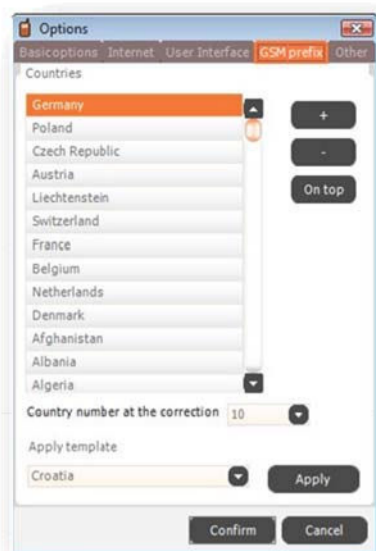 Options
Basicoptions Internet User Interface GSM prefix Other
Countries
Germany
Poland
Czech Republic
Austria
Liechtenstein
Switzerland
France
Belgium
Netherlands
Denmark
Afghanistan
Albania
Algeria
+
-
On top
Country number at the correction 10
Apply template
Croatia Apply
Confirm Cancel